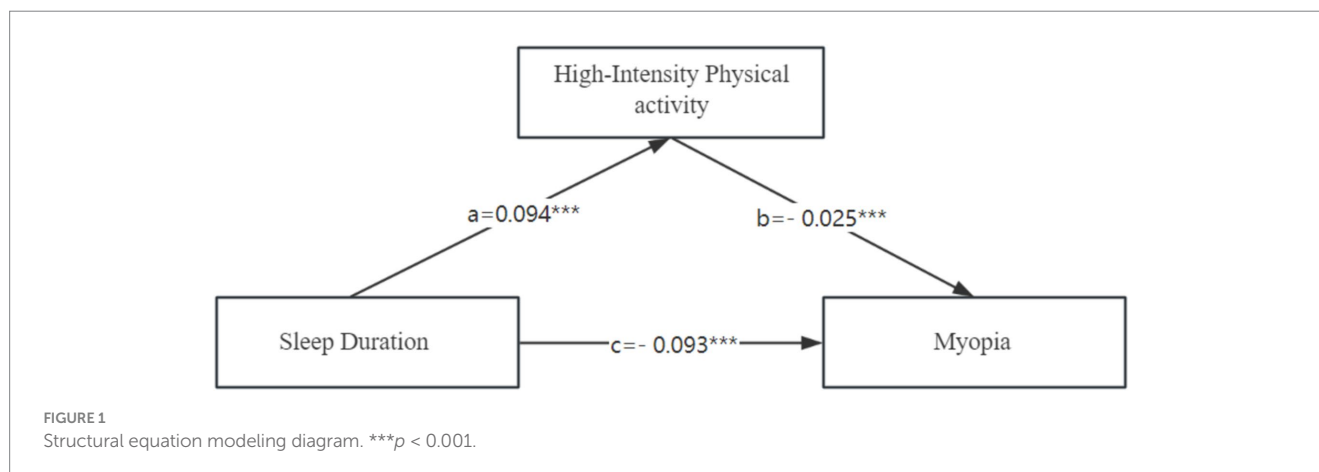 High-Intensity Physical
activity
a=0.094***
b=- 0.025***
Sleep Duration
c=- 0.093***
Myopia
FIGURE 1
Structural equation modeling diagram. ***p < 0.001.